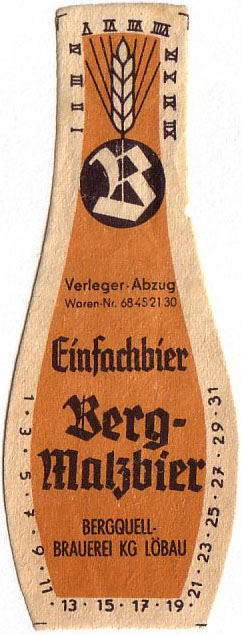 I II III IV V VI VII VIII IX X XI XII
B
Verleger-Abzug
Waren-Nr. 68 45 21 30
Einfachbier
Berg-
Malzbier
BERGQUELL-
BRAUEREI KG LÖBAU
1 · 3 · 5 · 7 · 9 · 11 · 13 · 15 · 17 · 19 · 21 · 23 · 25 · 27 · 29 · 31